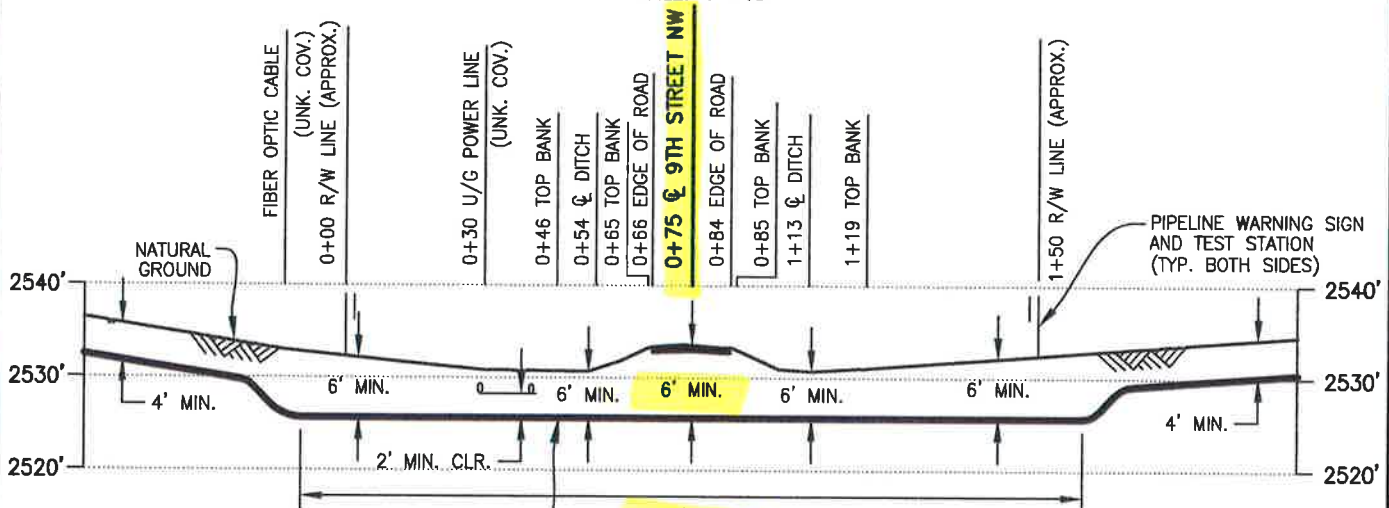 FIBER OPTIC CABLE
(UNK. COV.)
0+00 R/W LINE (APPROX.)
0+30 U/G POWER LINE
(UNK. COV.)
0+46 TOP BANK
0+54 ℄ DITCH
0+65 TOP BANK
0+66 EDGE OF ROAD
0+75 ℄ 9TH STREET NW
0+84 EDGE OF ROAD
0+85 TOP BANK
1+13 ℄ DITCH
1+19 TOP BANK
1+50 R/W LINE (APPROX.)
PIPELINE WARNING SIGN
AND TEST STATION
(TYP. BOTH SIDES)
NATURAL
GROUND
2540'
2540'
2530'
2530'
6' MIN.
6' MIN.
6' MIN.
6' MIN.
6' MIN.
4' MIN.
4' MIN.
2' MIN. CLR.
2520'
2520'